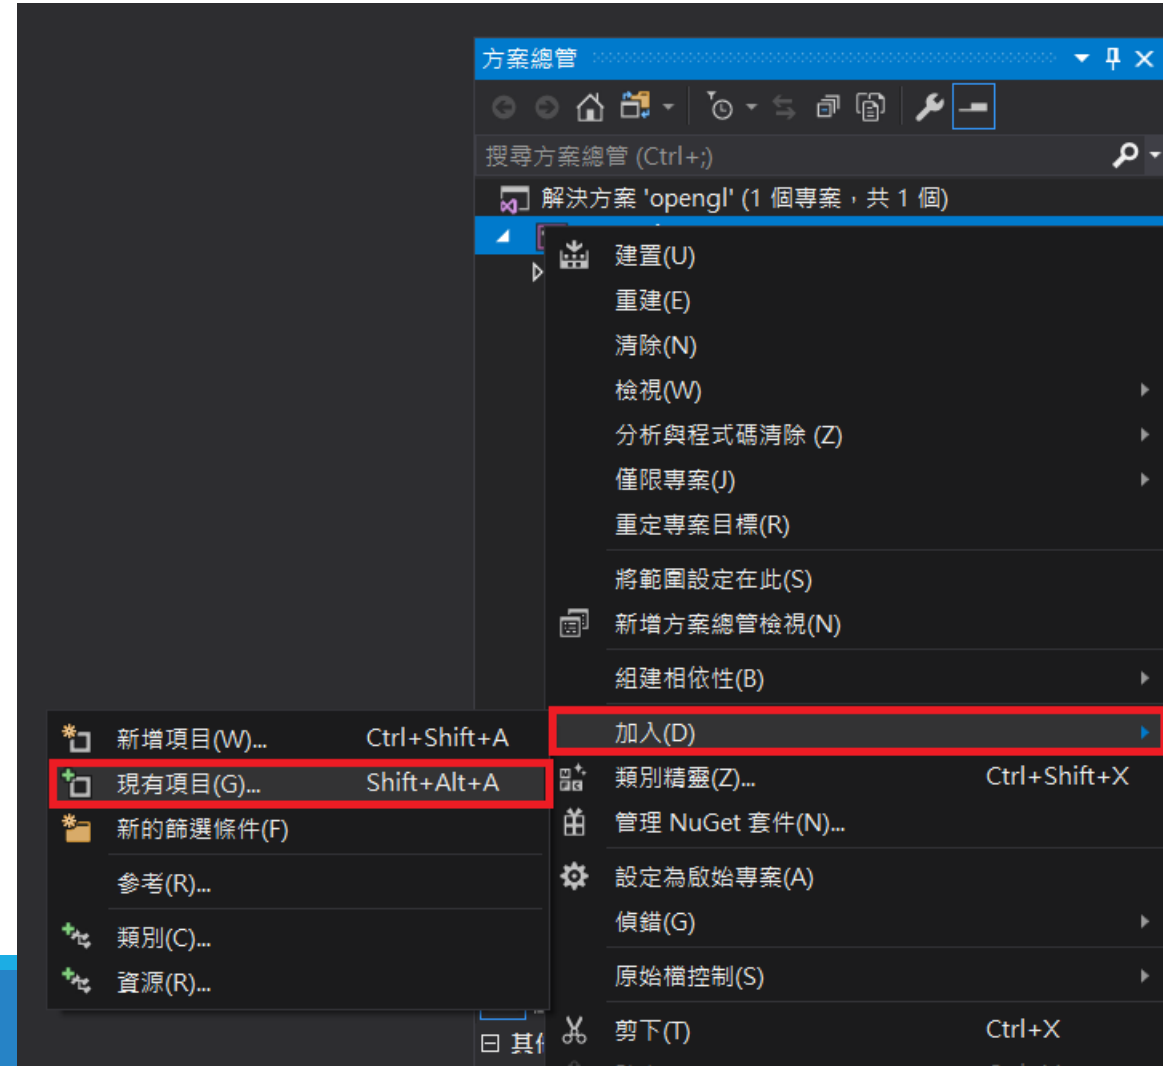 方案總管
搜尋方案總管 (Ctrl+;)
解決方案 'opengl' (1 個專案，共 1 個)
建置(U)
重建(E)
清除(N)
檢視(W)
分析與程式碼清除 (Z)
僅限專案(J)
重定專案目標(R)
將範圍設定在此(S)
新增方案總管檢視(N)
組建相依性(B)
加入(D)
類別精靈(Z)... Ctrl+Shift+X
管理 NuGet 套件(N)...
設定為啟始專案(A)
偵錯(G)
原始檔控制(S)
剪下(T) Ctrl+X
新增項目(W)... Ctrl+Shift+A
現有項目(G)... Shift+Alt+A
新的篩選條件(F)
參考(R)...
類別(C)...
資源(R)...
其